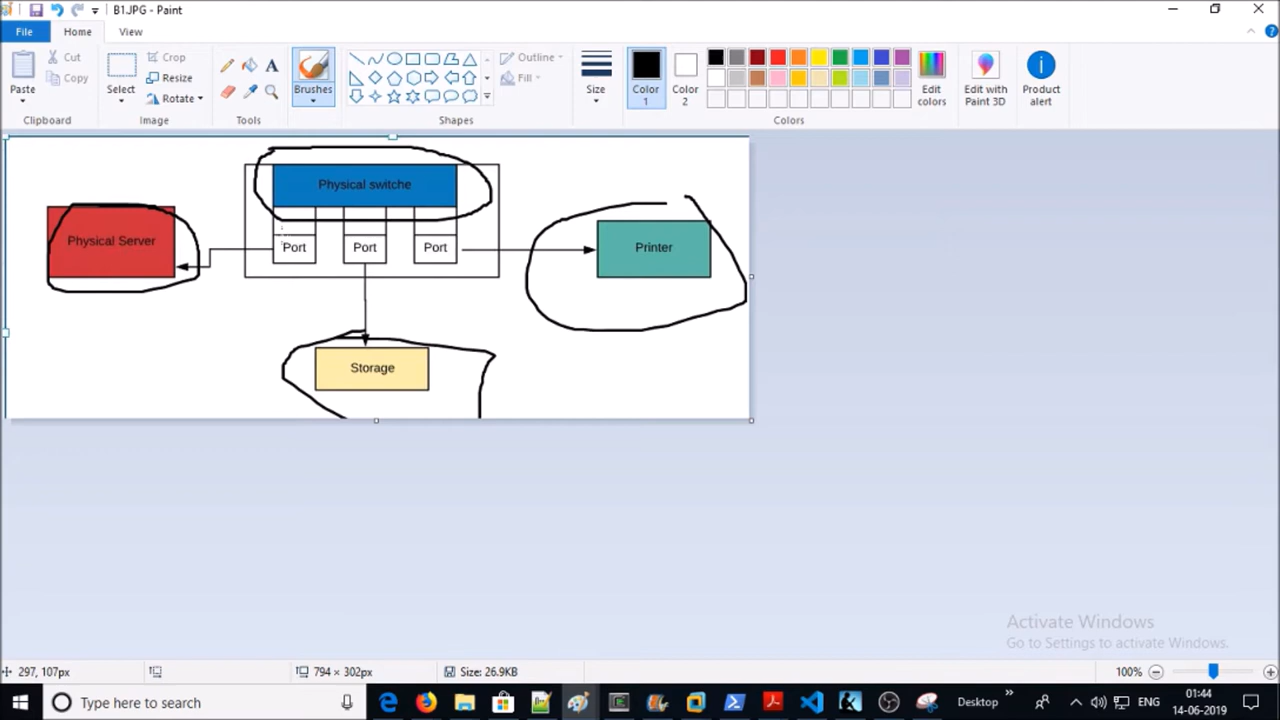 B1.JPG - Paint
File
Home
View
Paste
Cut
Copy
Clipboard
Select
Crop
Resize
Rotate
Image
A
Tools
Brushes
Outline
Fill
Shapes
Size
Color 1
Color 2
Edit colors
Colors
Edit with Paint 3D
Product alert
Physical switche
Physical Server
Port
Port
Port
Printer
Storage
Activate Windows
Go to Settings to activate Windows.
297, 107px
794 × 302px
Size: 26.9KB
100%
Type here to search
Desktop
ENG
01:44
14-06-2019